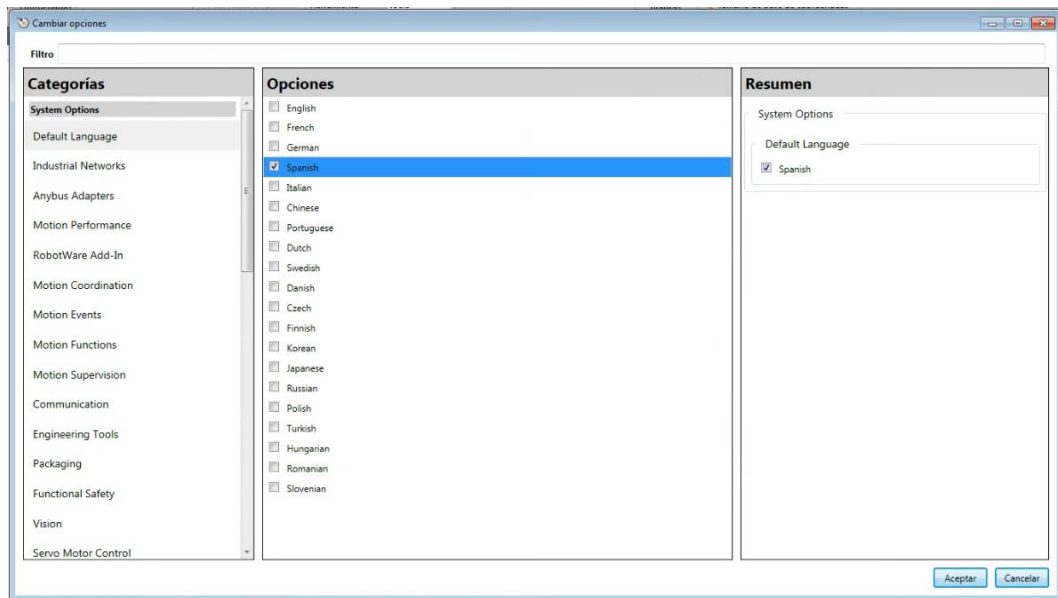 Cambiar opciones
Filtro
Categorías
System Options
Default Language
Industrial Networks
Anybus Adapters
Motion Performance
RobotWare Add-In
Motion Coordination
Motion Events
Motion Functions
Motion Supervision
Communication
Engineering Tools
Packaging
Functional Safety
Vision
Servo Motor Control
Opciones
English
French
German
Spanish
Italian
Chinese
Portuguese
Dutch
Swedish
Danish
Czech
Finnish
Korean
Japanese
Russian
Polish
Turkish
Hungarian
Romanian
Slovenian
Resumen
System Options
Default Language
Spanish
Aceptar
Cancelar